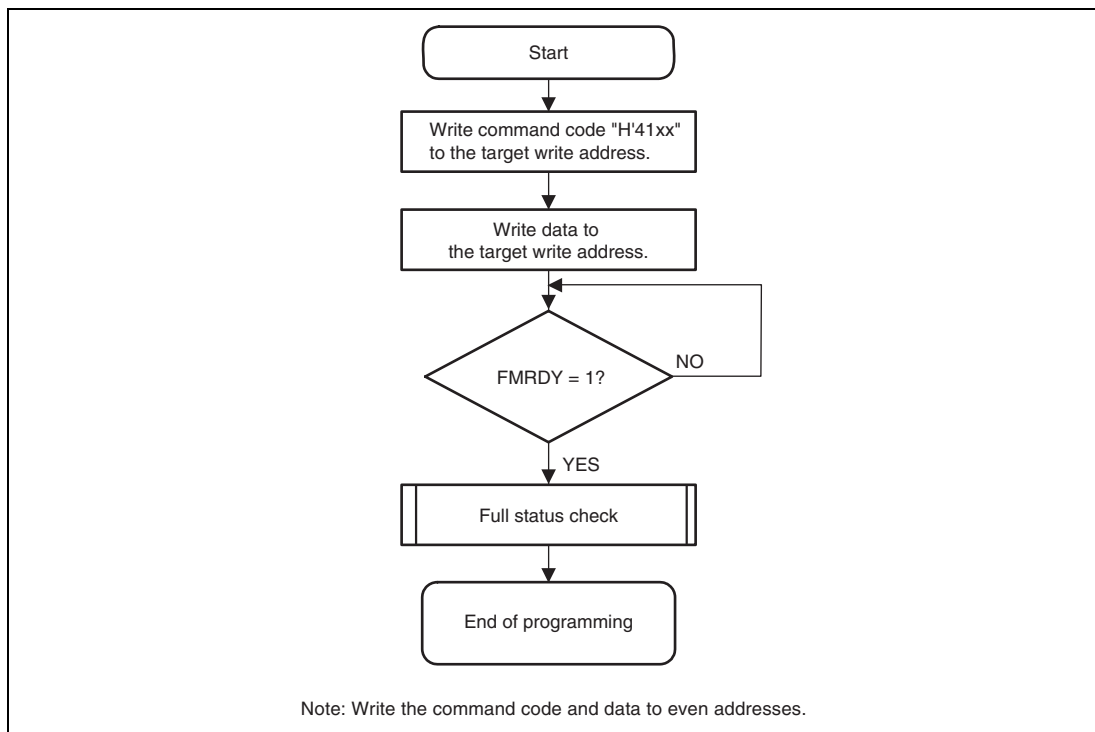 Start
Write command code "H'41xx"
to the target write address.
Write data to
the target write address.
FMRDY = 1?
NO
YES
Full status check
End of programming
Note: Write the command code and data to even addresses.